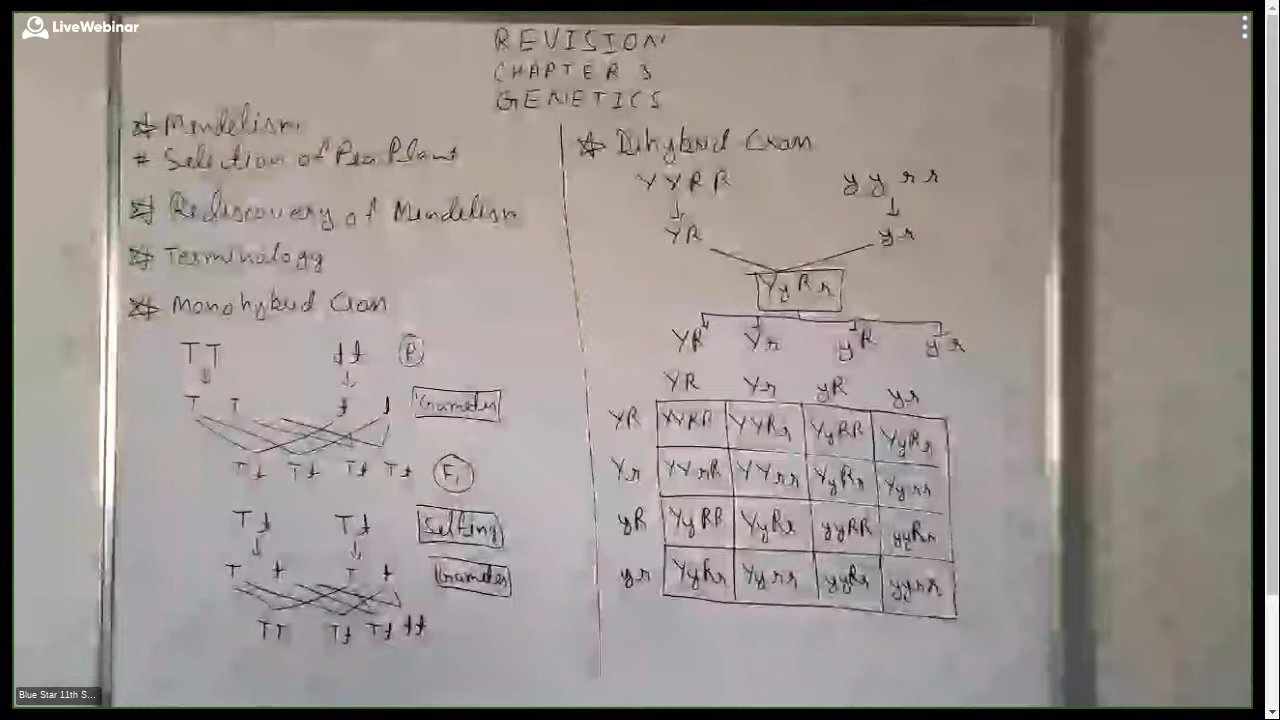 LiveWebinar
REVISION
CHAPTER 3
GENETICS
Mendelism
# Selection of Pea Plant
Rediscovery of Mendelism
Terminology
Monohybrid Cross
TT tt P
T T t t Gametes
Tt Tt Tt Tt F1
Tt Tt Selfing
T t T t Gametes
TT Tt Tt tt
Dihybrid Cross
YYRR yyrr
YR yr
YyRr
YR Yr yR yr
YR Yr yR yr
YR YYRR YYRr YyRR YyRr
Yr YYrR YYrr YyRr Yyrr
yR YyRR YyRr yyRR yyRr
yr YyRr Yyrr yyRr yyrr
Blue Star 11th S...